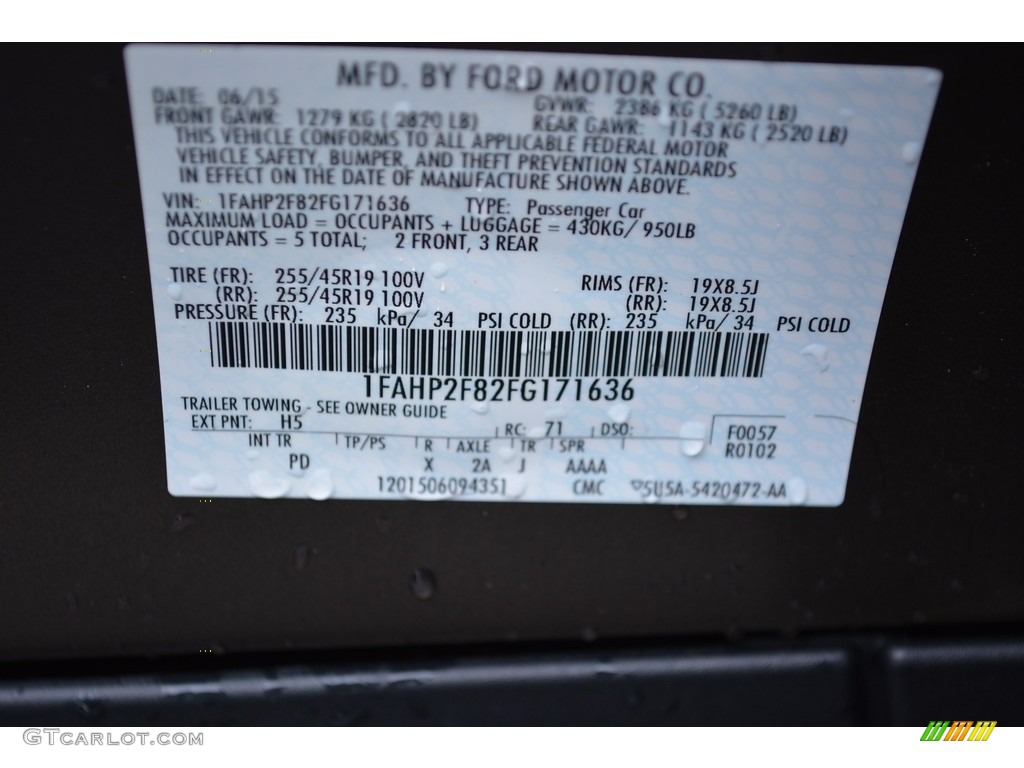 MFD. BY FORD MOTOR CO.
DATE: 06/15 GVWR: 2386 KG ( 5260 LB)
FRONT GAWR: 1279 KG ( 2820 LB) REAR GAWR: 1143 KG ( 2520 LB)
THIS VEHICLE CONFORMS TO ALL APPLICABLE FEDERAL MOTOR
VEHICLE SAFETY, BUMPER, AND THEFT PREVENTION STANDARDS
IN EFFECT ON THE DATE OF MANUFACTURE SHOWN ABOVE.
VIN: 1FAHP2F82FG171636 TYPE: Passenger Car
MAXIMUM LOAD = OCCUPANTS + LUGGAGE = 430KG/ 950LB
OCCUPANTS = 5 TOTAL; 2 FRONT, 3 REAR
TIRE (FR): 255/45R19 100V RIMS (FR): 19X8.5J
(RR): 255/45R19 100V (RR): 19X8.5J
PRESSURE (FR): 235 kPa/ 34 PSI COLD (RR): 235 kPa/ 34 PSI COLD
1FAHP2F82FG171636
TRAILER TOWING - SEE OWNER GUIDE
EXT PNT: H5 RC: 71 DSO: F0057
INT TR TP/PS R AXLE TR SPR R0102
PD X 2A J AAAA
1201506094351 CMC 5U5A-5420472-AA
GTCARLOT.COM